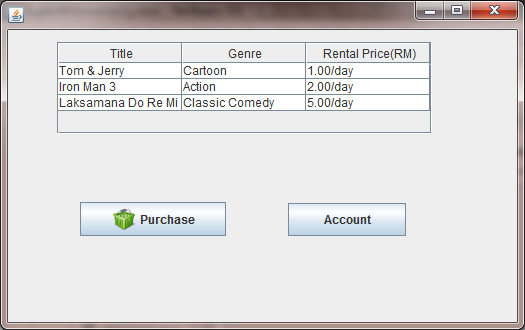 Title Genre Rental Price(RM)
Tom & Jerry Cartoon 1.00/day
Iron Man 3 Action 2.00/day
Laksamana Do Re Mi Classic Comedy 5.00/day
Purchase Account